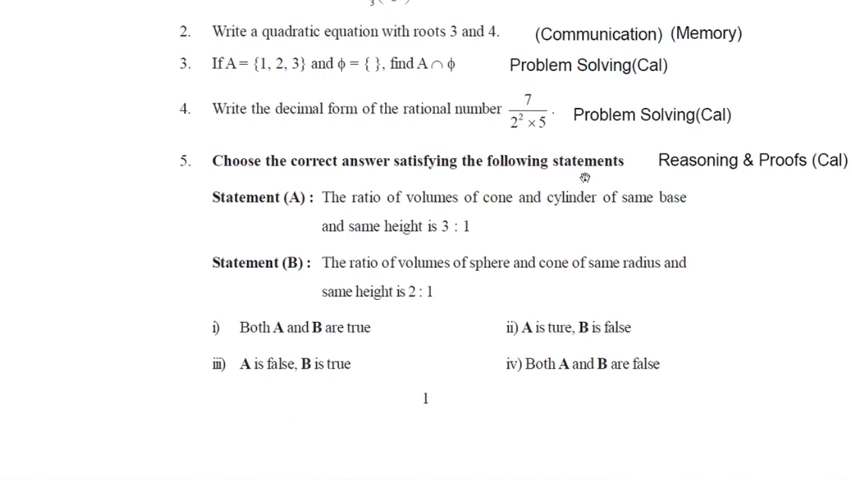 2. Write a quadratic equation with roots 3 and 4. (Communication) (Memory)
3. If A = {1, 2, 3} and ϕ = { }, find A ∩ ϕ Problem Solving(Cal)
4. Write the decimal form of the rational number 7 / 2² × 5 . Problem Solving(Cal)
5. Choose the correct answer satisfying the following statements Reasoning & Proofs (Cal)
Statement (A) : The ratio of volumes of cone and cylinder of same base
and same height is 3 : 1
Statement (B) : The ratio of volumes of sphere and cone of same radius and
same height is 2 : 1
i) Both A and B are true ii) A is ture, B is false
iii) A is false, B is true iv) Both A and B are false
1